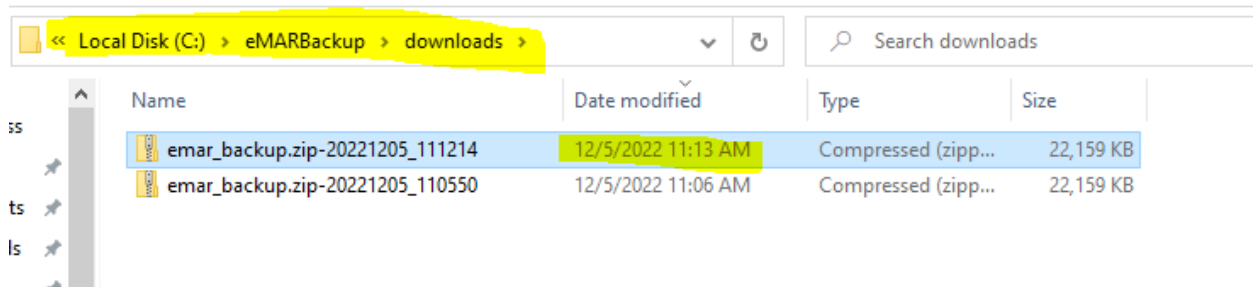 « Local Disk (C:) > eMARBackup > downloads > Search downloads
Name Date modified Type Size
ss
emar_backup.zip-20221205_111214 12/5/2022 11:13 AM Compressed (zipp... 22,159 KB
emar_backup.zip-20221205_110550 12/5/2022 11:06 AM Compressed (zipp... 22,159 KB
ts
ls